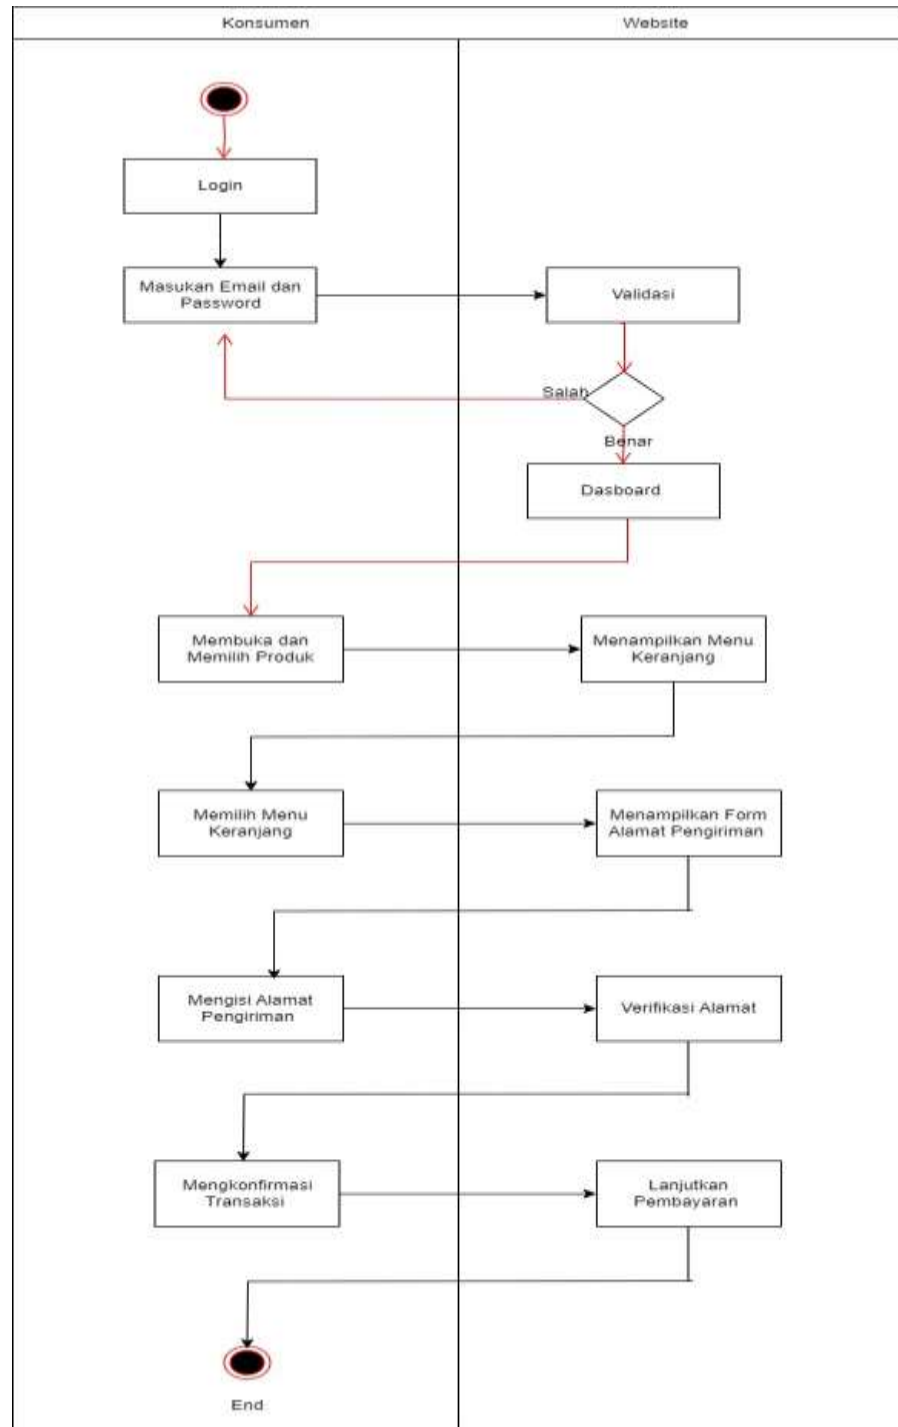 Konsumen
Website
Login
Masukan Email dan
Password
Validasi
Salah
Benar
Dasboard
Membuka dan
Memilih Produk
Menampilkan Menu
Keranjang
Memilih Menu
Keranjang
Menampilkan Form
Alamat Pengiriman
Mengisi Alamat
Pengiriman
Verifikasi Alamat
Mengkonfirmasi
Transaksi
Lanjutkan
Pembayaran
End